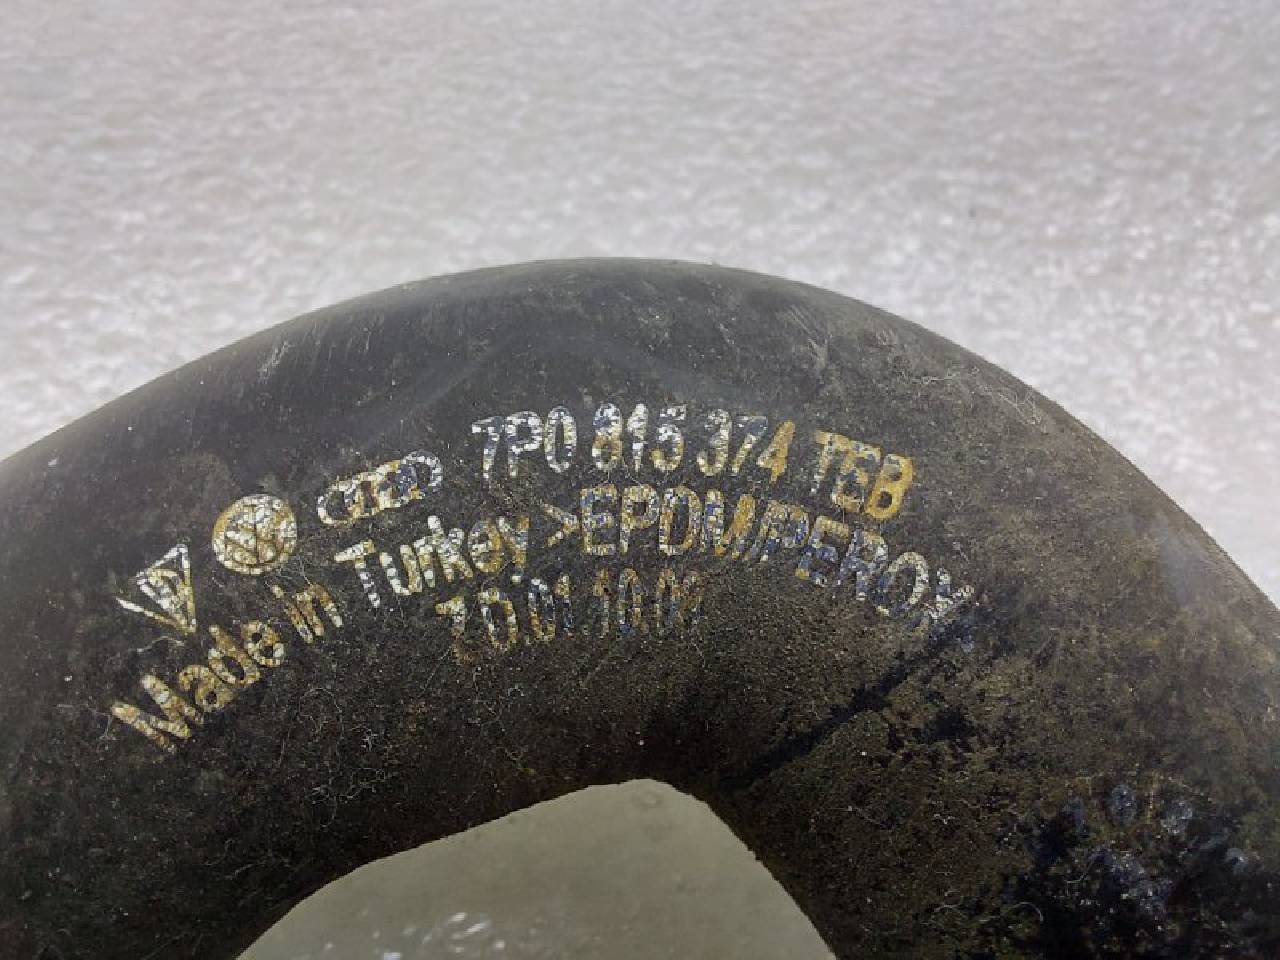 7P0 815 374 TEB
Made in Turkey >EPDM/PEROX